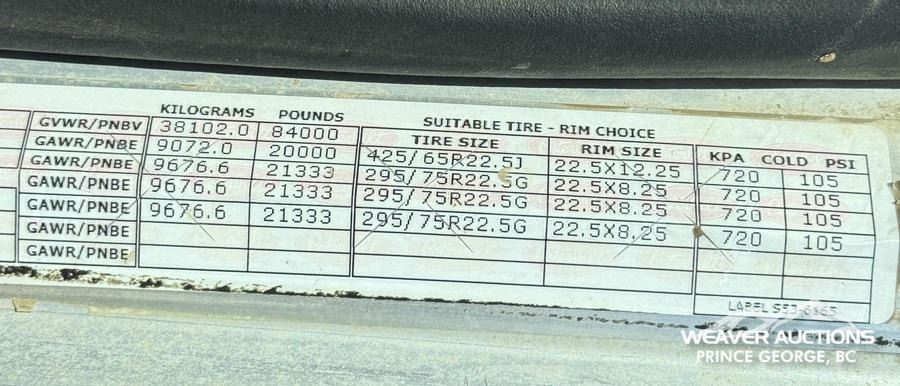 KILOGRAMS POUNDS SUITABLE TIRE - RIM CHOICE
TIRE SIZE RIM SIZE KPA COLD PSI
GVWR/PNBV 38102.0 84000
GAWR/PNBE 9072.0 20000 425/65R22.5J 22.5X12.25 720 105
GAWR/PNBE 9676.6 21333 295/75R22.5G 22.5X8.25 720 105
GAWR/PNBE 9676.6 21333 295/75R22.5G 22.5X8.25 720 105
GAWR/PNBE 9676.6 21333 295/75R22.5G 22.5X8.25 720 105
GAWR/PNBE
GAWR/PNBE
LABEL
WEAVER AUCTIONS
PRINCE GEORGE, BC